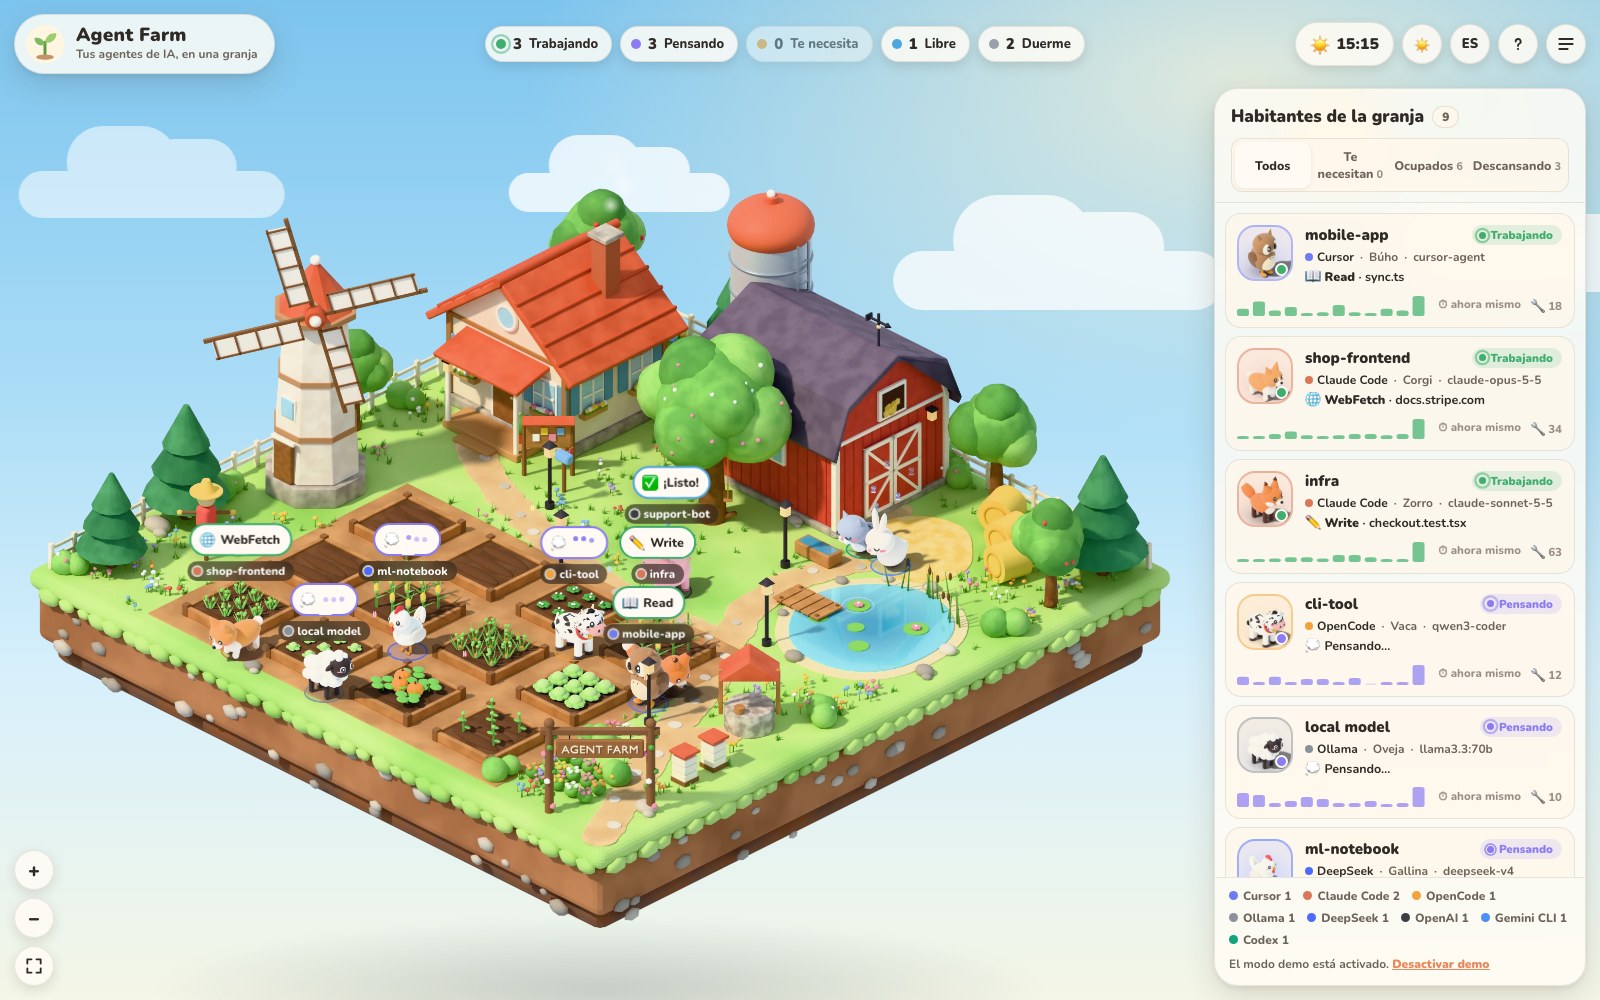 Agent Farm
Tus agentes de IA, en una granja
3 Trabajando
3 Pensando
0 Te necesita
1 Libre
2 Duerme
15:15
ES
?
Habitantes de la granja 9
Todos
Te necesitan 0
Ocupados 6
Descansando 3
mobile-app
Trabajando
Cursor · Búho · cursor-agent
Read · sync.ts
ahora mismo
18
shop-frontend
Trabajando
Claude Code · Corgi · claude-opus-5-5
WebFetch · docs.stripe.com
ahora mismo
34
infra
Trabajando
Claude Code · Zorro · claude-sonnet-5-5
Write · checkout.test.tsx
ahora mismo
63
cli-tool
Pensando
OpenCode · Vaca · qwen3-coder
Pensando...
ahora mismo
12
local model
Pensando
Ollama · Oveja · llama3.3:70b
Pensando...
ahora mismo
10
ml-notebook
Pensando
DeepSeek · Gallina · deepseek-v4
Cursor 1
Claude Code 2
OpenCode 1
Ollama 1
DeepSeek 1
OpenAI 1
Gemini CLI 1
Codex 1
El modo demo está activado. Desactivar demo
¡Listo!
support-bot
WebFetch
shop-frontend
ml-notebook
cli-tool
Write
infra
local model
Read
mobile-app
AGENT FARM
+
−